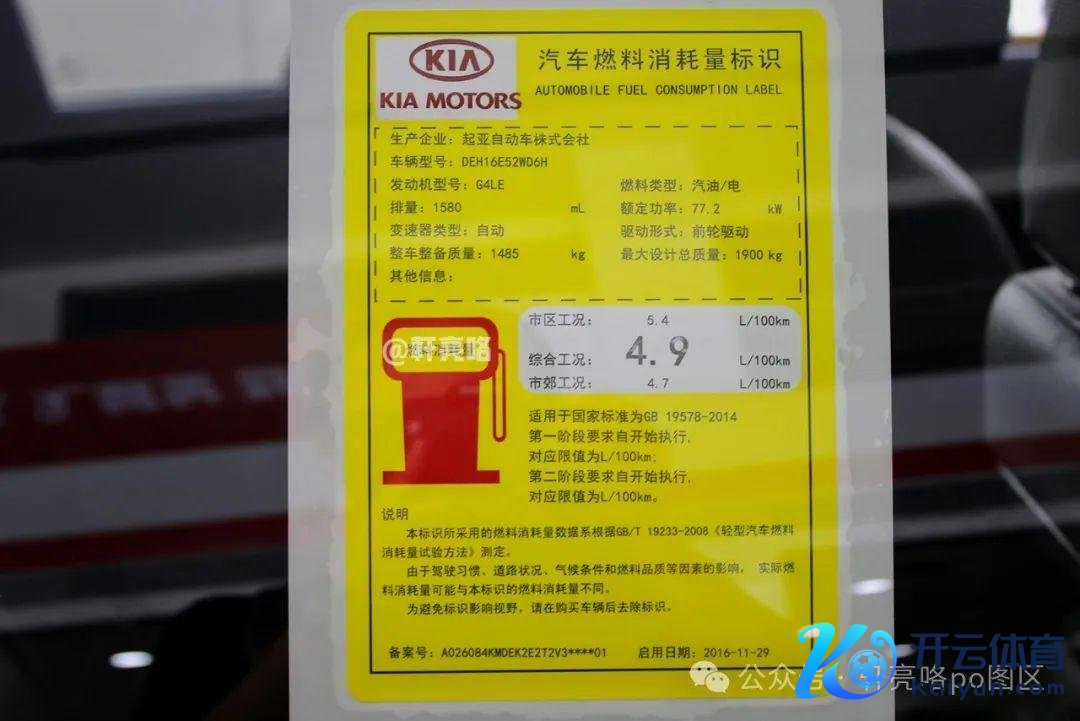 KIA
KIA MOTORS
汽车燃料消耗量标识
AUTOMOBILE FUEL CONSUMPTION LABEL
生产企业：起亚自动车株式会社
车辆型号：DEH16E52WD6H
发动机型号：G4LE 燃料类型：汽油/电
排量：1580 mL 额定功率：77.2 kW
变速器类型：自动 驱动形式：前轮驱动
整车整备质量：1485 kg 最大设计总质量：1900 kg
其他信息：
市区工况： 5.4 L/100km
综合工况： 4.9 L/100km
市郊工况： 4.7 L/100km
燃料消耗量
@轩亮咯
适用于国家标准为GB 19578-2014
第一阶段要求自开始执行，
对应限值为L/100km；
第二阶段要求自开始执行，
对应限值为L/100km。
说明
本标识所采用的燃料消耗量数据系根据GB/T 19233-2008《轻型汽车燃料
消耗量试验方法》测定。
由于驾驶习惯、道路状况、气候条件和燃料品质等因素的影响， 实际燃
料消耗量可能与本标识的燃料消耗量不同。
为避免标识影响视野，请在购买车辆后去除标识。
备案号：A026084KMDEK2E2T2V3****01 启用日期：2016-11-29
公众号·轩亮咯po图区
开云体育
kaiyun.com